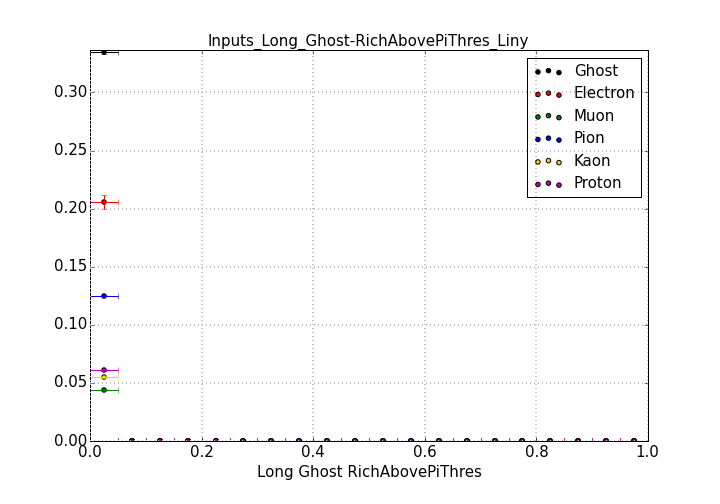 Inputs_Long_Ghost-RichAbovePiThres_Liny
Ghost
Electron
Muon
Pion
Kaon
Proton
0.30
0.25
0.20
0.15
0.10
0.05
0.00
0.0 0.2 0.4 0.6 0.8 1.0
Long Ghost RichAbovePiThres